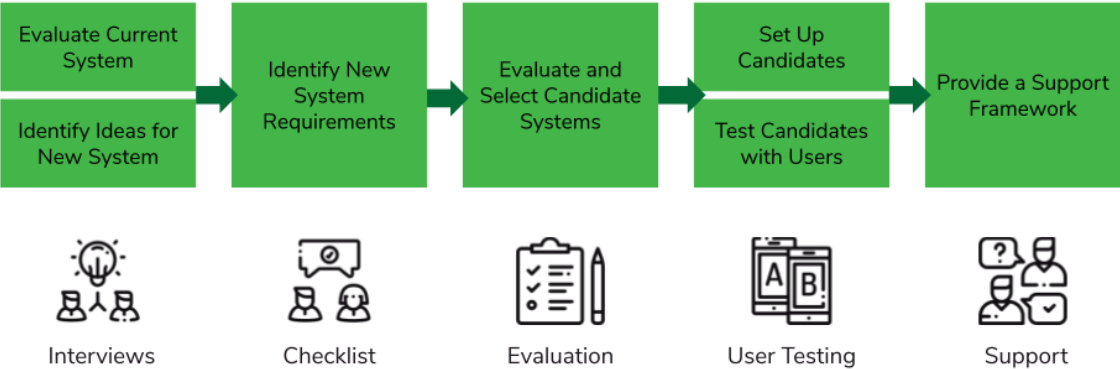 Evaluate Current
System
Identify Ideas for
New System
Identify New
System
Requirements
Evaluate and
Select Candidate
Systems
Set Up
Candidates
Test Candidates
with Users
Provide a Support
Framework
?
A
B
Interviews
Checklist
Evaluation
User Testing
Support